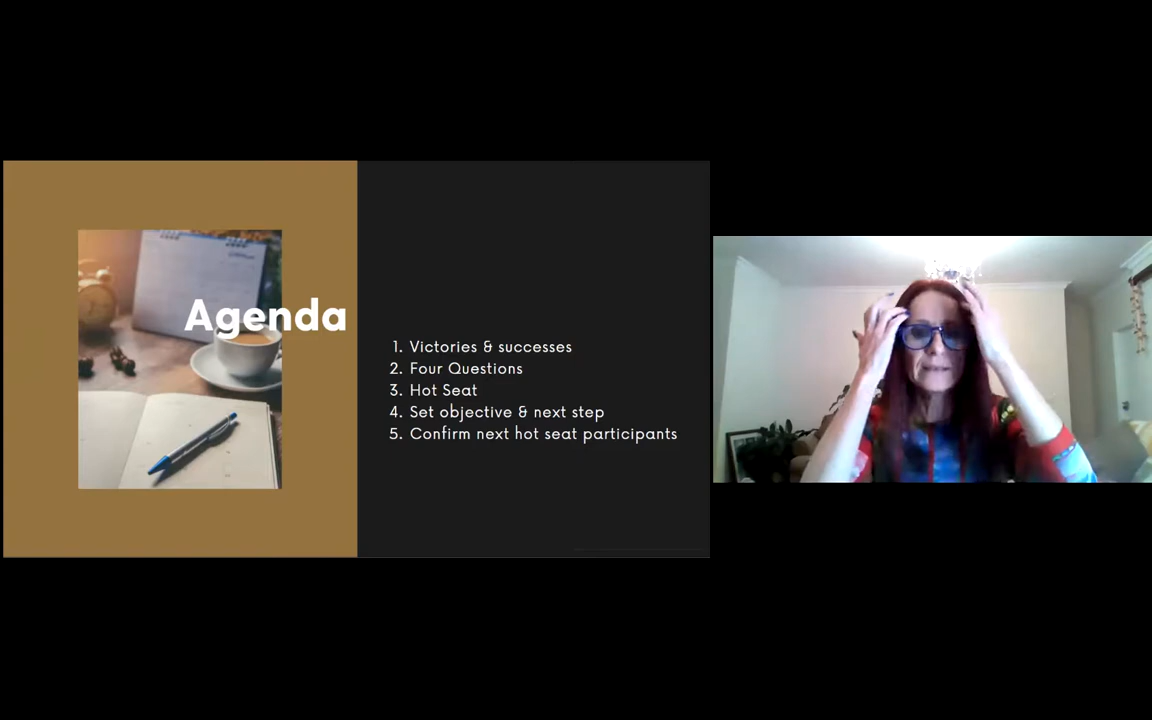 Agenda
1. Victories & successes
2. Four Questions
3. Hot Seat
4. Set objective & next step
5. Confirm next hot seat participants